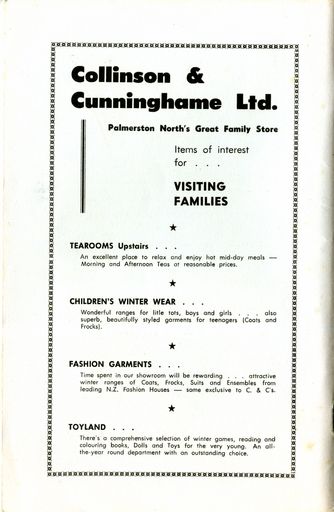 Collinson &
Cunninghame Ltd.
Palmerston North's Great Family Store
Items of interest
for . . .
VISITING
FAMILIES
TEAROOMS Upstairs . . .
An excellent place to relax and enjoy hot mid-day meals —
Morning and Afternoon Teas at reasonable prices.
CHILDREN'S WINTER WEAR . . .
Wonderful ranges for little tots, boys and girls . . . also
superb, beautifully styled garments for teenagers (Coats and
Frocks).
FASHION GARMENTS . . .
Time spent in our showroom will be rewarding . . . attractive
winter ranges of Coats, Frocks, Suits and Ensembles from
leading N.Z. Fashion Houses — some exclusive to C. & C's.
TOYLAND . . .
There's a comprehensive selection of winter games, reading and
colouring books, Dolls and Toys for the very young. An all-
the-year round department with an outstanding choice.